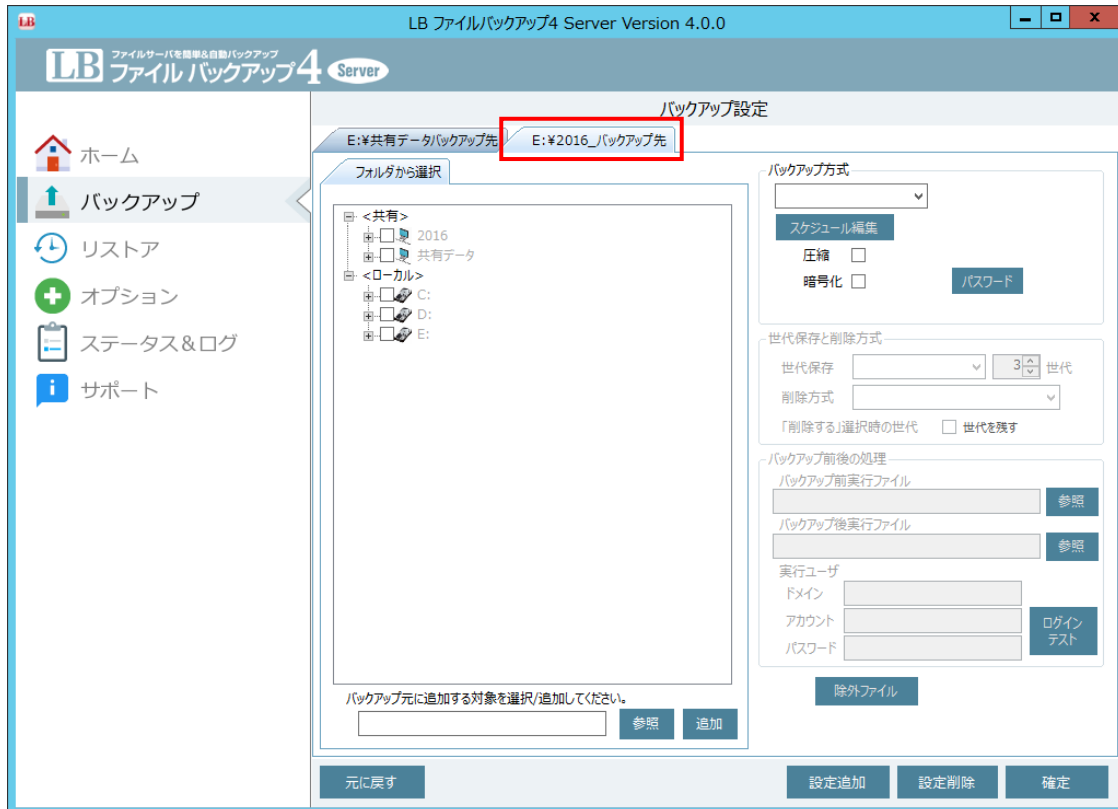 LB
LB ファイルバックアップ4 Server Version 4.0.0
LB ファイルサーバを簡単&自動バックアップ
ファイル バックアップ4 Server
バックアップ設定
ホーム
バックアップ
リストア
オプション
ステータス&ログ
サポート
E:¥共有データバックアップ先
E:¥2016_バックアップ先
フォルダから選択
<共有>
2016
共有データ
<ローカル>
C:
D:
E:
バックアップ元に追加する対象を選択/追加してください。
参照
追加
バックアップ方式
スケジュール編集
圧縮
暗号化
パスワード
世代保存と削除方式
世代保存 3 世代
削除方式
「削除する」選択時の世代 世代を残す
バックアップ前後の処理
バックアップ前実行ファイル
参照
バックアップ後実行ファイル
参照
実行ユーザ
ドメイン
アカウント
パスワード
ログイン
テスト
除外ファイル
元に戻す
設定追加
設定削除
確定